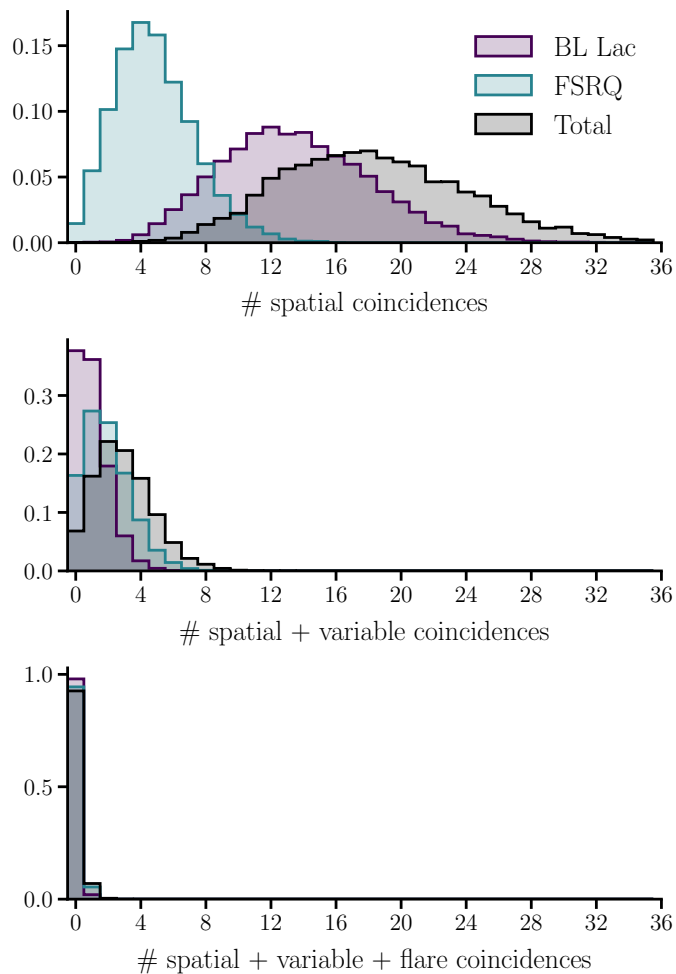 0.15
0.10
0.05
0.00
BL Lac
FSRQ
Total
0 4 8 12 16 20 24 28 32 36
# spatial coincidences
0.3
0.2
0.1
0.0
0 4 8 12 16 20 24 28 32 36
# spatial + variable coincidences
1.0
0.5
0.0
0 4 8 12 16 20 24 28 32 36
# spatial + variable + flare coincidences